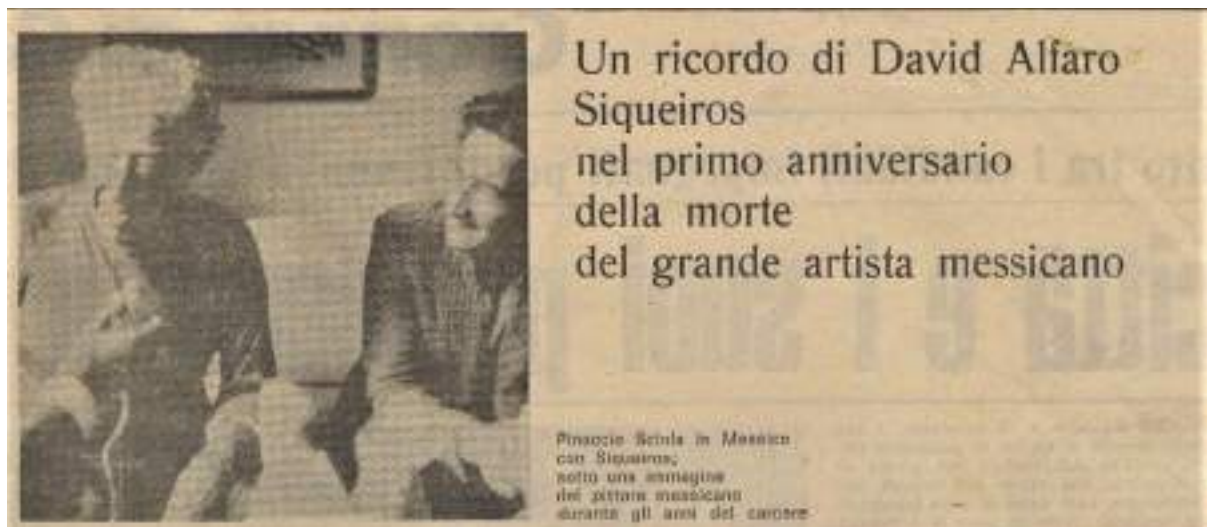 Un ricordo di David Alfaro
Siqueiros
nel primo anniversario
della morte
del grande artista messicano
Pinuccio Sciola in Messico
con Siqueiros;
sotto una immagine
del pittore messicano
durante gli anni del carcere